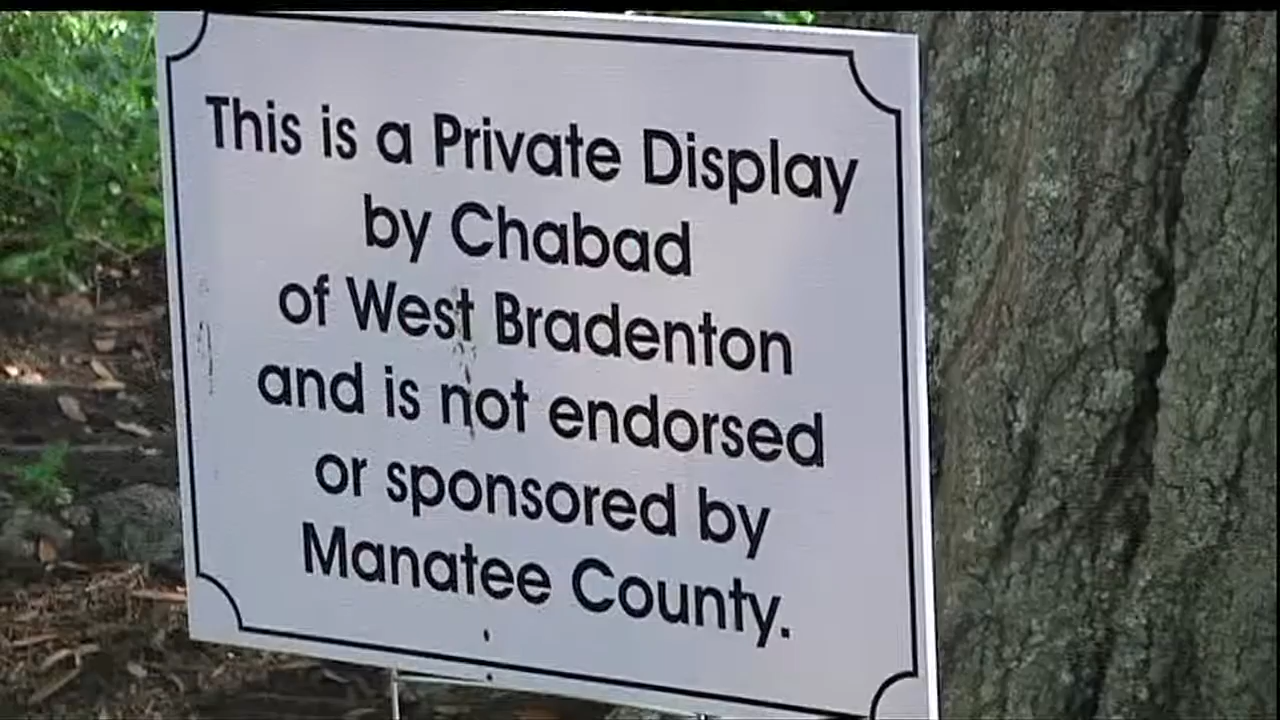 This is a Private Display
by Chabad
of West Bradenton
and is not endorsed
or sponsored by
Manatee County.